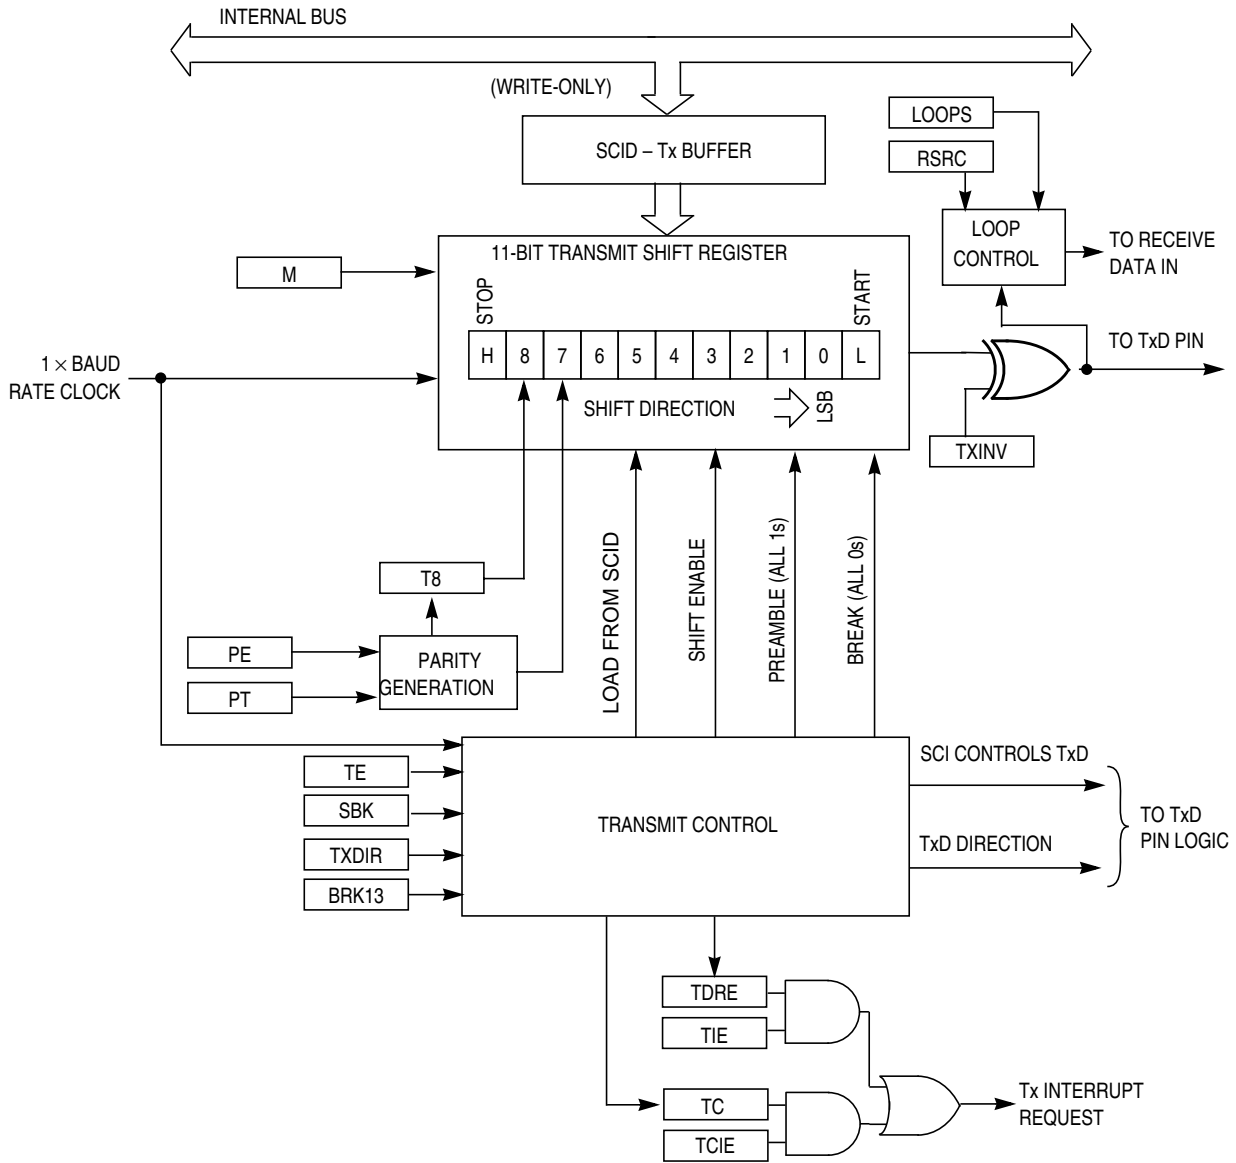 INTERNAL BUS
(WRITE-ONLY)
SCID – Tx BUFFER
LOOPS
RSRC
LOOP
CONTROL
TO RECEIVE
DATA IN
11-BIT TRANSMIT SHIFT REGISTER
M
STOP
START
H 8 7 6 5 4 3 2 1 0 L
1 × BAUD
RATE CLOCK
SHIFT DIRECTION
LSB
TO TxD PIN
TXINV
T8
PE
PT
PARITY
GENERATION
LOAD FROM SCID
SHIFT ENABLE
PREAMBLE (ALL 1s)
BREAK (ALL 0s)
TE
SBK
TXDIR
BRK13
TRANSMIT CONTROL
SCI CONTROLS TxD
TxD DIRECTION
TO TxD
PIN LOGIC
TDRE
TIE
TC
TCIE
Tx INTERRUPT
REQUEST